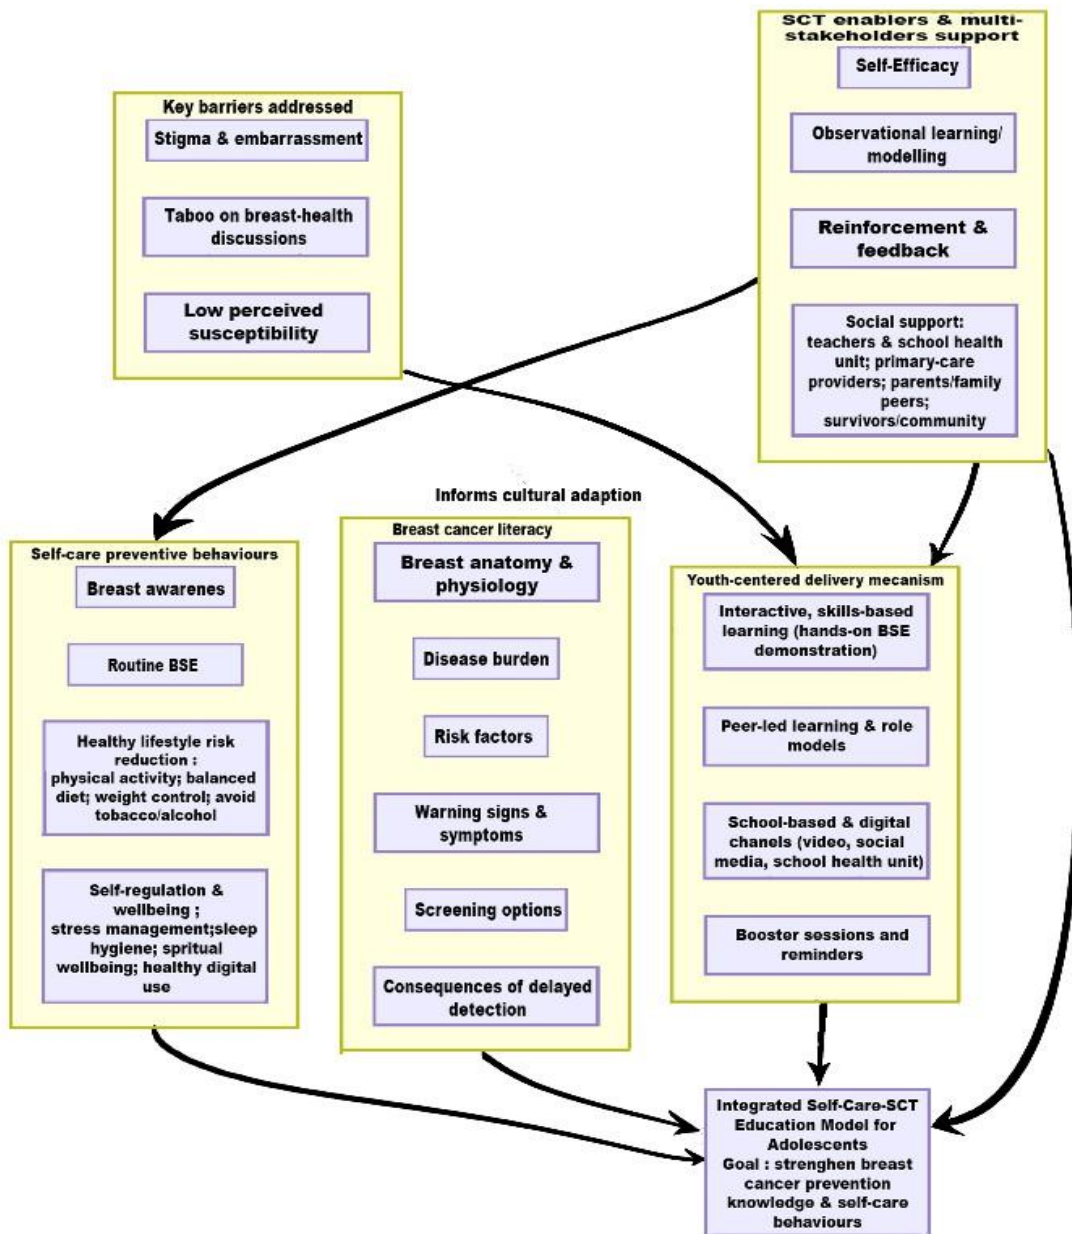 SCT enablers & multi-
stakeholders support
Self-Efficacy
Observational learning/
modelling
Reinforcement &
feedback
Social support:
teachers & school health
unit; primary-care
providers; parents/family
peers;
survivors/community
Key barriers addressed
Stigma & embarrassment
Taboo on breast-health
discussions
Low perceived
susceptibility
Informs cultural adaption
Self-care preventive behaviours
Breast awarenes
Routine BSE
Healthy lifestyle risk
reduction :
physical activity; balanced
diet; weight control; avoid
tobacco/alcohol
Self-regulation &
wellbeing ;
stress management;sleep
hygiene; spritual
wellbeing; healthy digital
use
Breast cancer literacy
Breast anatomy &
physiology
Disease burden
Risk factors
Warning signs &
symptoms
Screening options
Consequences of delayed
detection
Youth-centered delivery mecanism
Interactive, skills-based
learning (hands-on BSE
demonstration)
Peer-led learning & role
models
School-based & digital
chanels (video, social
media, school health unit)
Booster sessions and
reminders
Integrated Self-Care-SCT
Education Model for
Adolescents
Goal : strenghen breast
cancer prevention
knowledge & self-care
behaviours